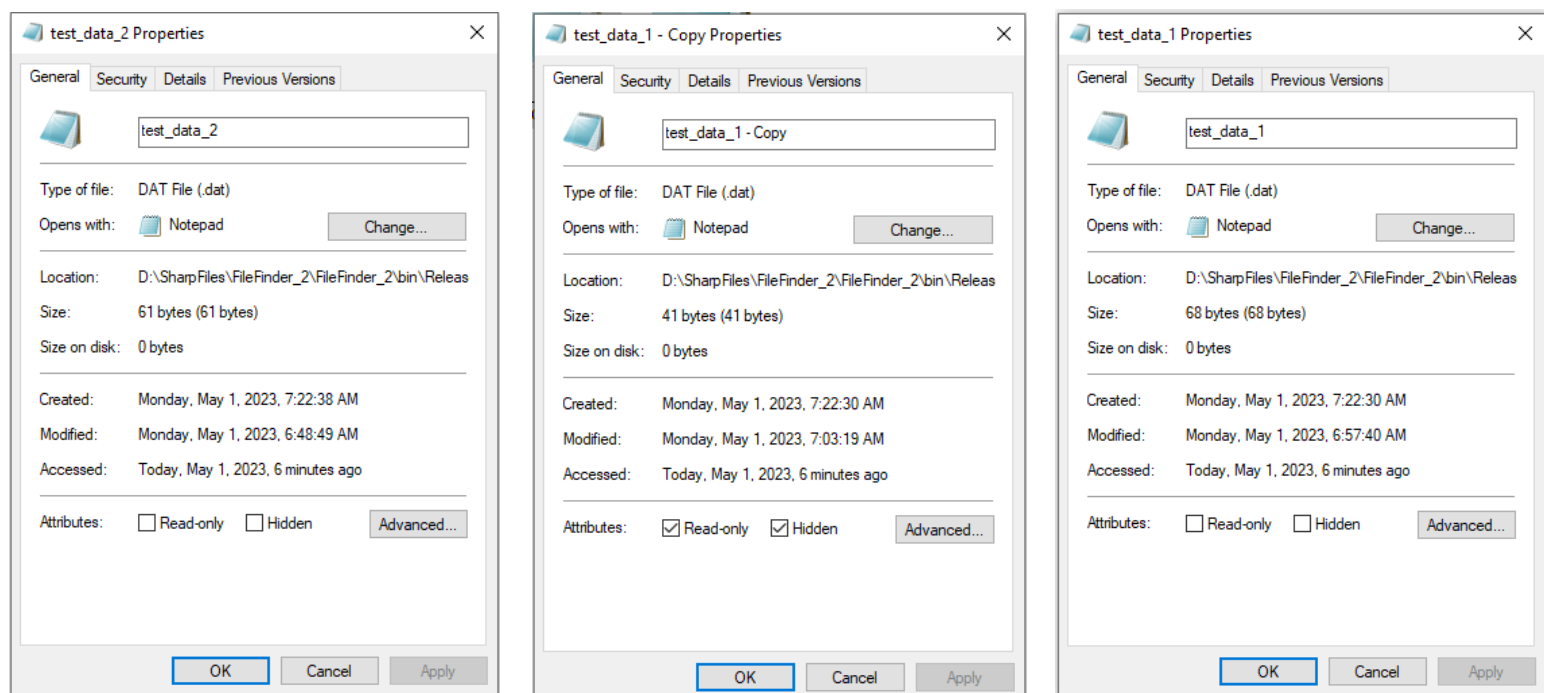 test_data_2 Properties
General Security Details Previous Versions
test_data_2
Type of file: DAT File (.dat)
Opens with: Notepad Change...
Location: D:\SharpFiles\FileFinder_2\FileFinder_2\bin\Releas
Size: 61 bytes (61 bytes)
Size on disk: 0 bytes
Created: Monday, May 1, 2023, 7:22:38 AM
Modified: Monday, May 1, 2023, 6:48:49 AM
Accessed: Today, May 1, 2023, 6 minutes ago
Attributes: Read-only Hidden Advanced...
OK Cancel Apply
test_data_1 - Copy Properties
General Security Details Previous Versions
test_data_1 - Copy
Type of file: DAT File (.dat)
Opens with: Notepad Change...
Location: D:\SharpFiles\FileFinder_2\FileFinder_2\bin\Releas
Size: 41 bytes (41 bytes)
Size on disk: 0 bytes
Created: Monday, May 1, 2023, 7:22:30 AM
Modified: Monday, May 1, 2023, 7:03:19 AM
Accessed: Today, May 1, 2023, 6 minutes ago
Attributes: Read-only Hidden Advanced...
OK Cancel Apply
test_data_1 Properties
General Security Details Previous Versions
test_data_1
Type of file: DAT File (.dat)
Opens with: Notepad Change...
Location: D:\SharpFiles\FileFinder_2\FileFinder_2\bin\Releas
Size: 68 bytes (68 bytes)
Size on disk: 0 bytes
Created: Monday, May 1, 2023, 7:22:30 AM
Modified: Monday, May 1, 2023, 6:57:40 AM
Accessed: Today, May 1, 2023, 6 minutes ago
Attributes: Read-only Hidden Advanced...
OK Cancel Apply